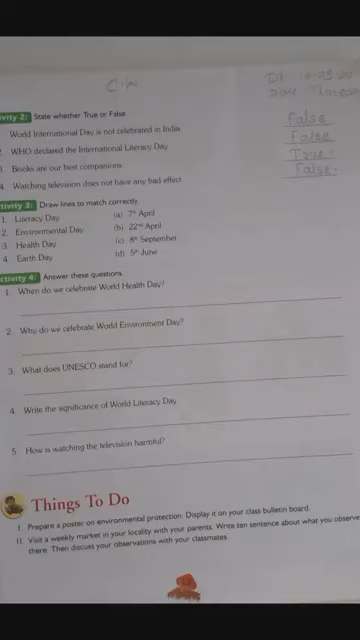 C.W
False
False
True
False.
ivity 2: State whether True or False.
World International Day is not celebrated in India.
WHO declared the International Literacy Day.
Books are our best companions.
4. Watching television does not have any bad effect.
tivity 3: Draw lines to match correctly.
1. Literacy Day (a) 7th April
2. Environmental Day (b) 22nd April
3. Health Day (c) 8th September
4. Earth Day (d) 5th June
ctivity 4: Answer these questions.
1. When do we celebrate World Health Day?
2. Why do we celebrate World Environment Day?
3. What does UNESCO stand for?
4. Write the significance of World Literacy Day.
5. How is watching the television harmful?
Things To Do
I. Prepare a poster on environmental protection. Display it on your class bulletin board.
II. Visit a weekly market in your locality with your parents. Write ten sentence about what you observe
there. Then discuss your observations with your classmates.